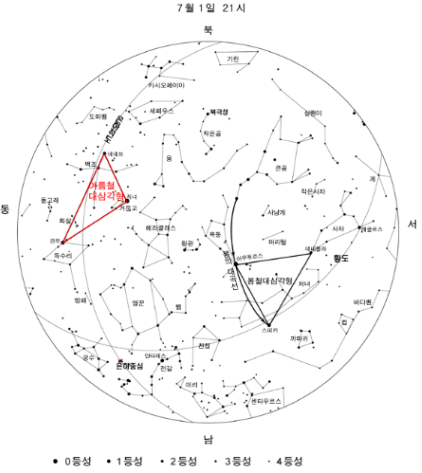 7월 1일 21시
북
기린
카시오페이아
세페우스
북극성
살쾡이
도마뱀
작은곰
데네브
용
백조
큰곰
게
여름철
대삼각형
직녀
작은사자
거문고
돌고래
동
서
사냥개
화살
헤라클레스
목동
사자
레굴루스
왕관
머리털
데네볼라
견우
독수리
아르크투루스
황도
봄철대삼각형
처녀
방패
땅꾼
뱀
바다뱀
컵
스피카
까마귀
천칭
안타레스
궁수
은하중심
전갈
이리
센타우르스
남
0등성
1등성
2등성
3등성
4등성